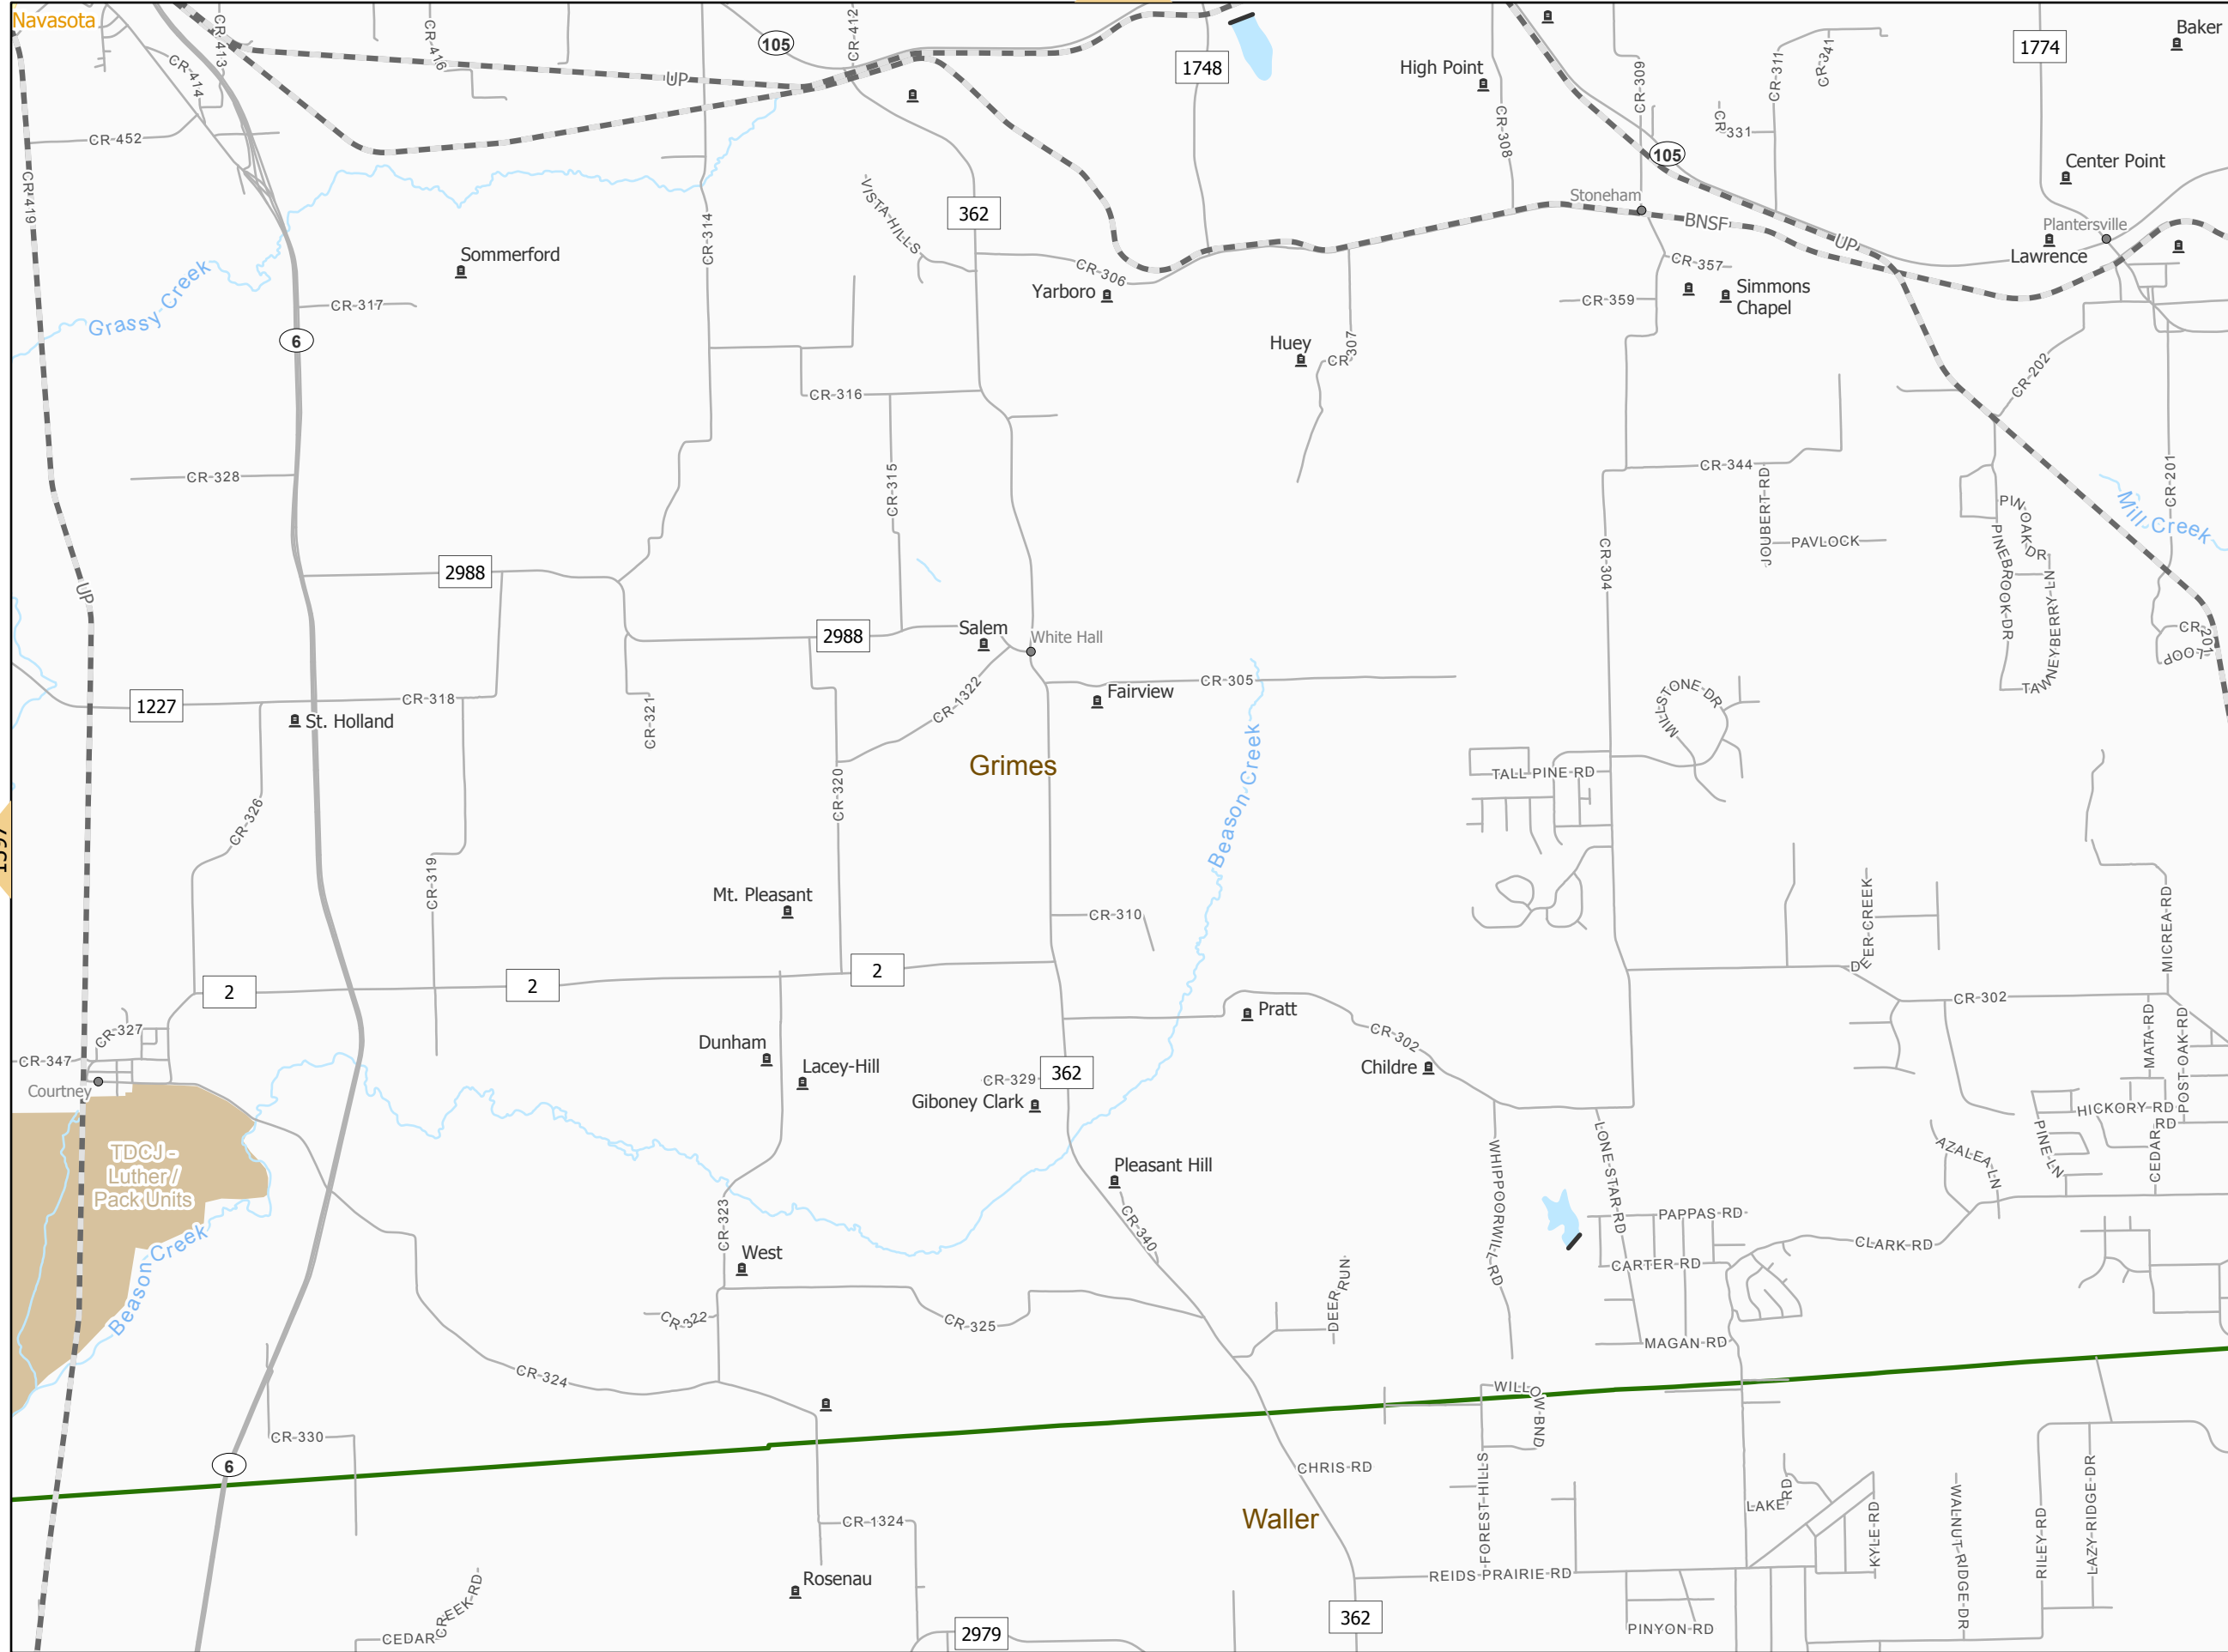 Navasota
CR-413
CR-416
CR-412
105
1748
High Point
CR-309
CR-311
CR-341
1774
Baker
CR-414
UP
CR-452
CR-308
CR-331
105
Center Point
CR-419
VISTA-HILLS
362
CR-314
Stoneham
BNSF
UP
Plantersville
Lawrence
Sommerford
Grassy Creek
CR-317
CR-306
Yarboro
CR-357
CR-359
Simmons
Chapel
6
Huey
CR-307
CR-202
CR-316
CR-328
CR-315
CR-344
JOUBERT-RD
CR-201
PIN-OAK-DR
Mill-Creek
PAVLOCK
PINEBROOK-DR
TAWNEYBERRY-LN
CR-304
UP
2988
2988
Salem
White Hall
CR-201
LOOP
1227
CR-318
St. Holland
CR-321
CR-1322
Fairview
CR-305
MILLSTONE-DR
Grimes
TALL-PINE-RD
CR-320
Beason-Creek
CR-326
1397
CR-319
Mt. Pleasant
CR-310
DEER-CREEK
MICREA-RD
2
2
2
CR-302
Pratt
CR-302
CR-327
CR-347
Courtney
Dunham
Lacey-Hill
CR-329
362
Giboney Clark
Childre
MATA-RD
POST-OAK-RD
HICKORY-RD
CEDAR-RD
PINE-LN
AZALEA-LN
TDCJ -
Luther /
Pack Units
Beason-Creek
Pleasant Hill
CR-340
WHIPPOORWILL-RD
LONE-STAR-RD
PAPPAS-RD
CLARK-RD
CARTER-RD
MAGAN-RD
CR-323
West
CR-322
CR-325
DEER-RUN
CR-324
WILLOW-BND
CR-330
6
CHRIS-RD
FOREST-HILLS
LAKE-RD
KYLE-RD
WALNUT-RIDGE-DR
RILEY-RD
LAZY-RIDGE-DR
Waller
CR-1324
Rosenau
REIDS-PRAIRIE-RD
362
PINYON-RD
CEDAR-CREEK-RD
2979